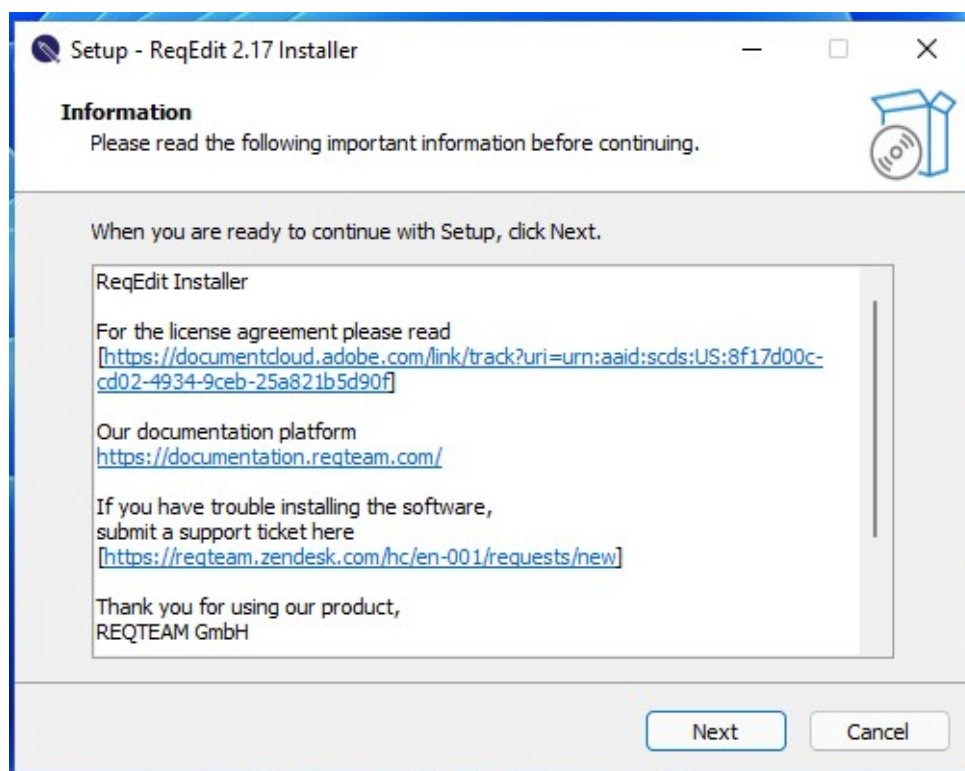 Setup - ReqEdit 2.17 Installer
Information
Please read the following important information before continuing.
When you are ready to continue with Setup, click Next.
ReqEdit Installer
For the license agreement please read
[https://documentcloud.adobe.com/link/track?uri=urn:aaid:scds:US:8f17d00c-
cd02-4934-9ceb-25a821b5d90f]
Our documentation platform
https://documentation.reqteam.com/
If you have trouble installing the software,
submit a support ticket here
[https://reqteam.zendesk.com/hc/en-001/requests/new]
Thank you for using our product,
REQTEAM GmbH
Next
Cancel